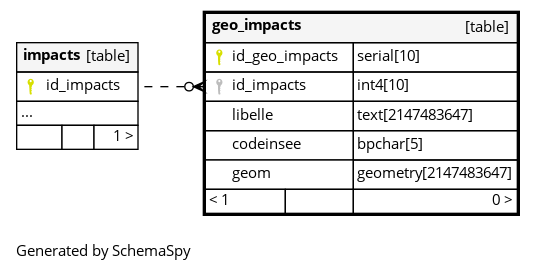 impacts [table]
id_impacts
...
1 >
geo_impacts [table]
id_geo_impacts serial[10]
id_impacts int4[10]
libelle text[2147483647]
codeinsee bpchar[5]
geom geometry[2147483647]
< 1 0 >
Generated by SchemaSpy